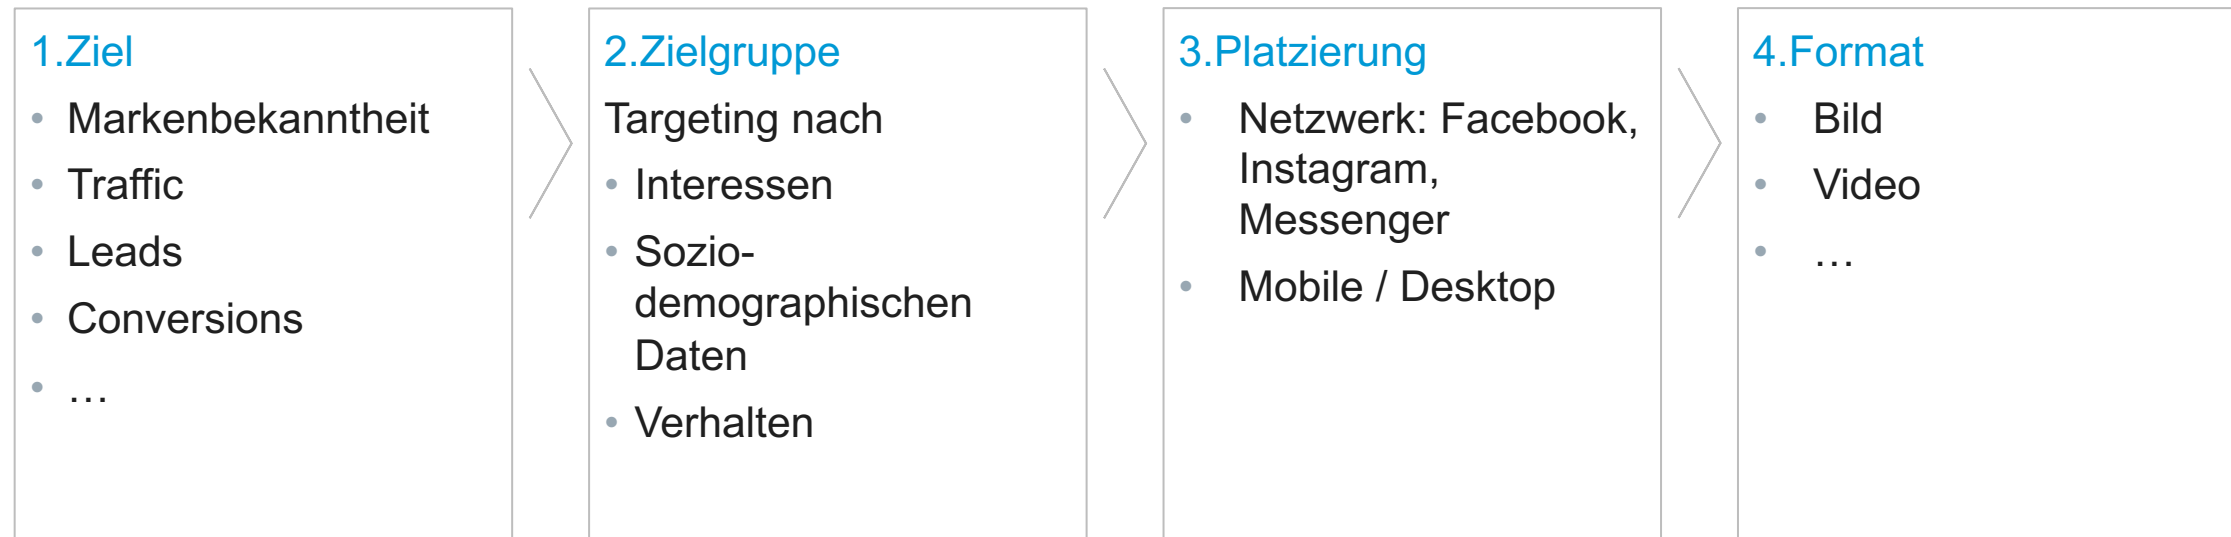 1.Ziel
• Markenbekanntheit
• Traffic
• Leads
• Conversions
• …
2.Zielgruppe
Targeting nach
• Interessen
• Sozio-
demographischen
Daten
• Verhalten
3.Platzierung
• Netzwerk: Facebook,
Instagram,
Messenger
• Mobile / Desktop
4.Format
• Bild
• Video
• …